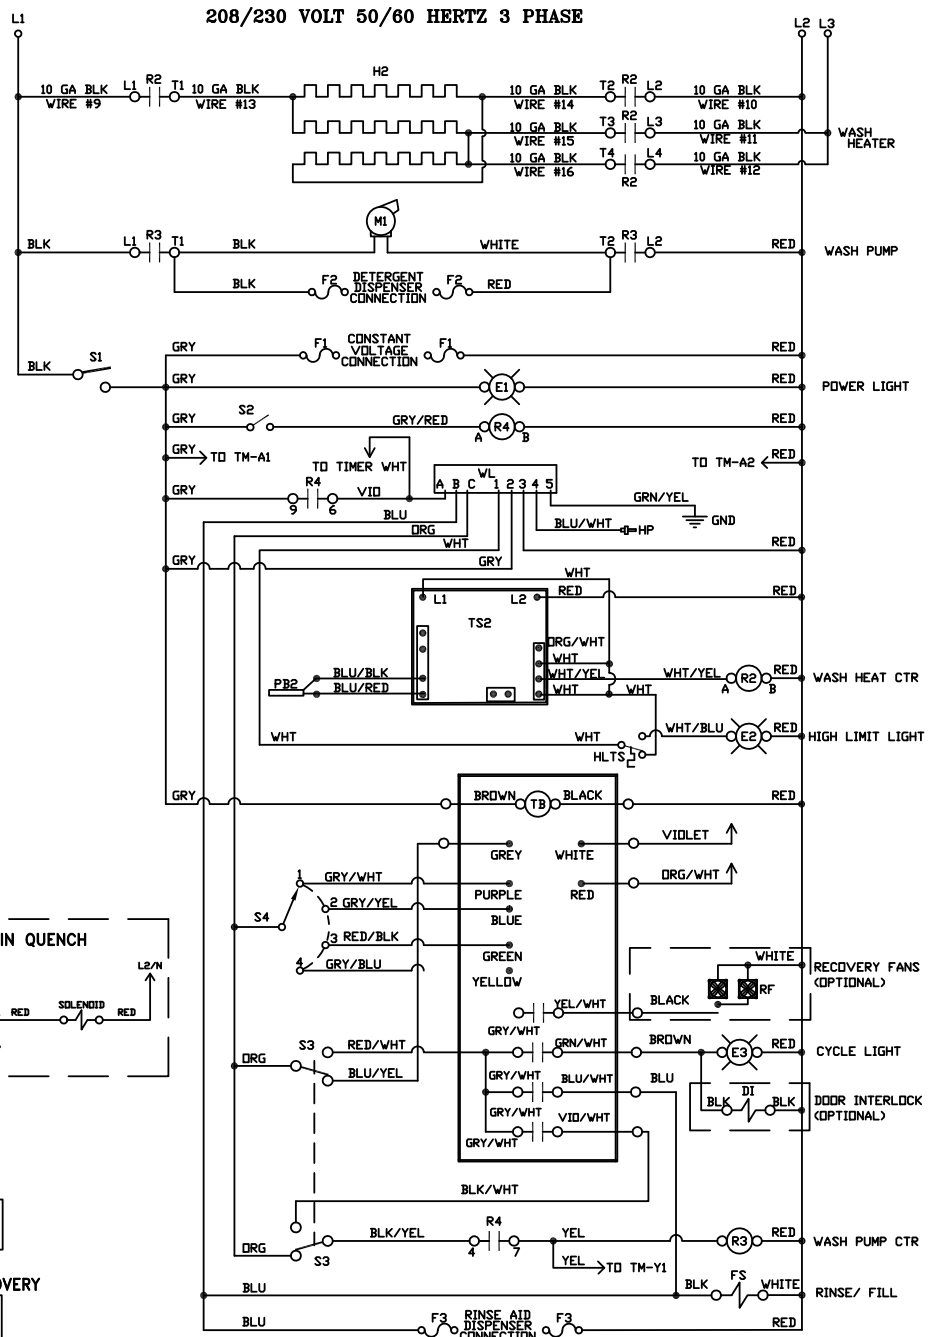 208/230 VOLT 50/60 HERTZ 3 PHASE
L1
L2 L3
H2
10 GA BLK L1 R2 T1 10 GA BLK
WIRE #9 WIRE #13
10 GA BLK T2 R2 L2 10 GA BLK
WIRE #14 WIRE #10
10 GA BLK T3 R2 L3 10 GA BLK
WIRE #15 WIRE #11
WASH
HEATER
10 GA BLK T4 L4 10 GA BLK
WIRE #16 R2 WIRE #12
M1
BLK L1 R3 T1 BLK WHITE T2 R3 L2 RED WASH PUMP
BLK F2 DETERGENT F2 RED
DISPENSER
CONNECTION
GRY F1 CONSTANT F1 RED
VOLTAGE
CONNECTION
BLK S1
GRY E1 RED POWER LIGHT
GRY S2 GRY/RED A R4 B RED
GRY TO TM-A1 TO TM-A2 RED
TO TIMER WHT
WL
A B C 1 2 3 4 5
GRY R4 VIO GRN/YEL
9 6
BLU BLU/WHT HP GND
ORG
WHT RED
GRY GRY
WHT
L1 L2 RED RED
TS2
ORG/WHT
WHT
BLU/BLK WHT/YEL WHT/YEL R2 RED WASH HEAT CTR
PB2 A B
BLU/RED WHT WHT
WHT/BLU E2 RED HIGH LIMIT LIGHT
WHT WHT
HLTS
GRY BROWN TB BLACK RED
GREY WHITE VIOLET
1 GRY/WHT PURPLE RED ORG/WHT
2 GRY/YEL BLUE
S4
3 RED/BLK GREEN
4 GRY/BLU YELLOW
IN QUENCH
L2/N
RED SOLENOID RED
WHITE RECOVERY FANS
(OPTIONAL)
RF
YEL/WHT BLACK
GRY/WHT
S3 RED/WHT GRN/WHT BROWN E3 RED CYCLE LIGHT
ORG BLU/YEL GRY/WHT BLU/WHT BLU
DI
BLK BLK DOOR INTERLOCK
(OPTIONAL)
GRY/WHT VIO/WHT
GRY/WHT
BLK/WHT
ORG BLK/YEL R4 YEL R3 RED WASH PUMP CTR
4 7
S3
YEL TO TM-Y1
OVERY
BLU BLK FS WHITE RINSE/ FILL
BLU F3 RINSE AID F3 RED
DISPENSER
CONNECTION